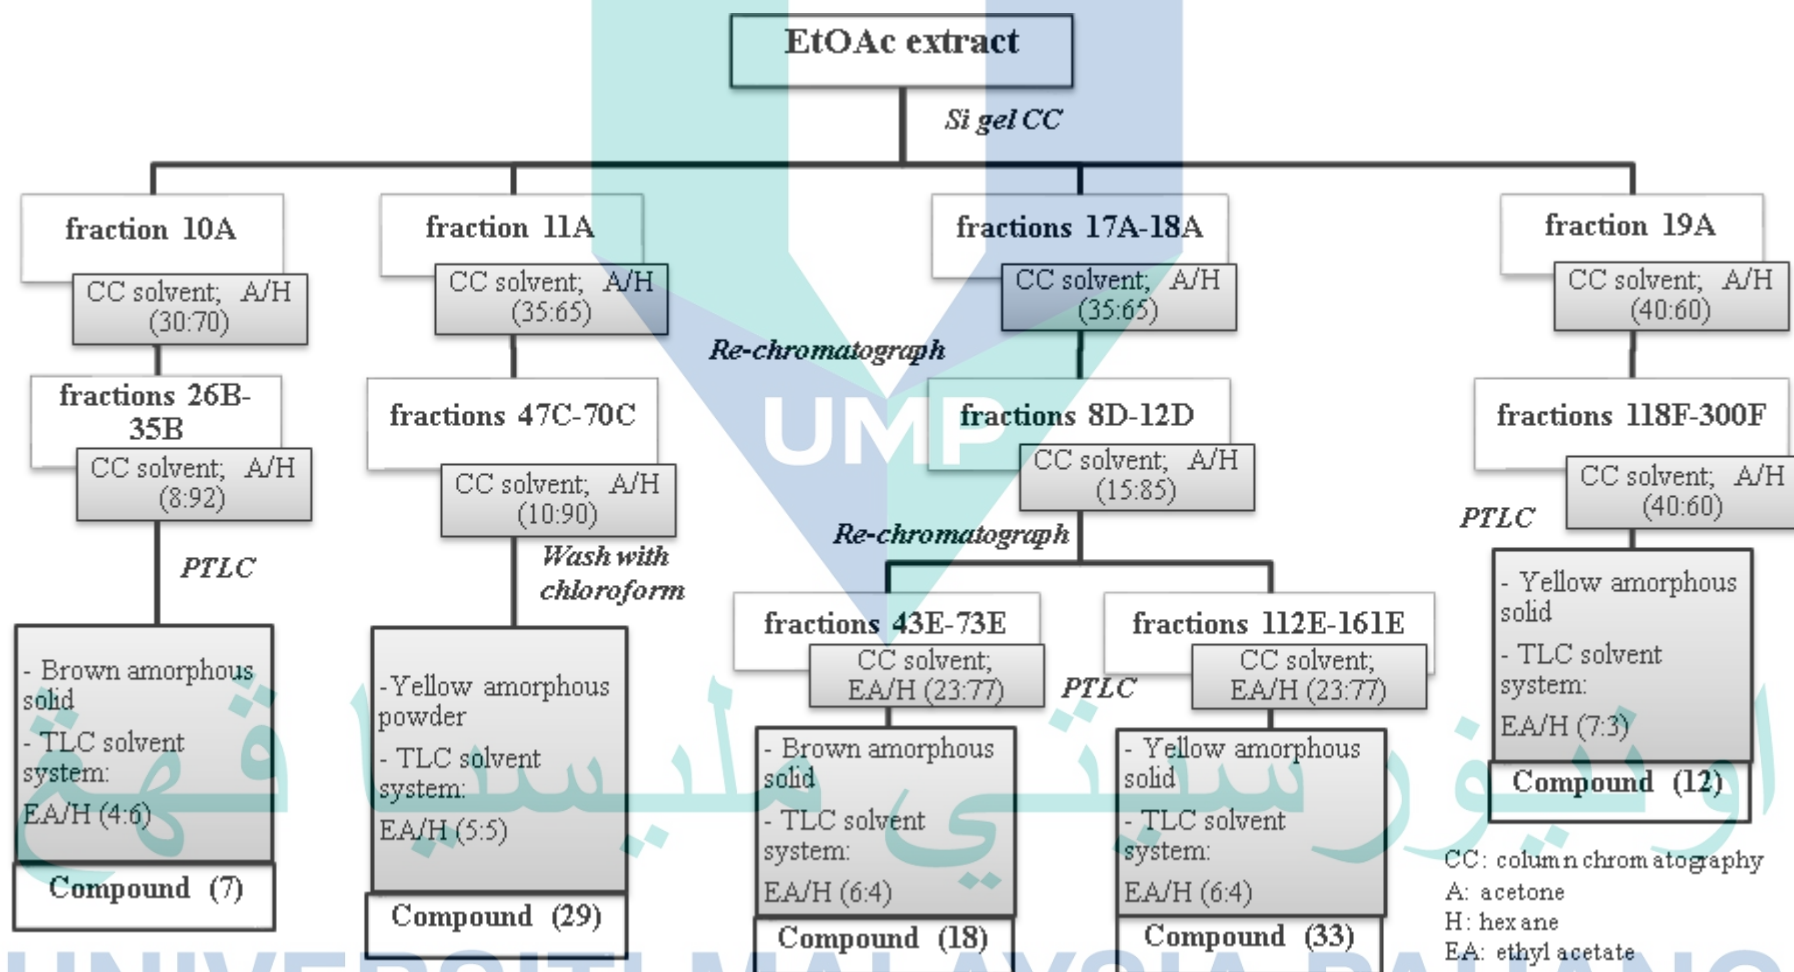 EtOAc extract
Si gel CC
fraction 10A
CC solvent; A/H
(30:70)
fraction 11A
CC solvent; A/H
(35:65)
fractions 17A-18A
CC solvent; A/H
(35:65)
fraction 19A
CC solvent; A/H
(40:60)
Re-chromatograph
fractions 26B-
35B
CC solvent; A/H
(8:92)
fractions 47C-70C
CC solvent; A/H
(10:90)
UMP
fractions 8D-12D
CC solvent; A/H
(15:85)
fractions 118F-300F
CC solvent; A/H
(40:60)
PTLC
Wash with
chloroform
Re-chromatograph
PTLC
fractions 43E-73E
CC solvent;
EA/H (23:77)
PTLC
fractions 112E-161E
CC solvent;
EA/H (23:77)
- Brown amorphous
solid
- TLC solvent
system:
EA/H (4:6)
Compound (7)
-Yellow amorphous
powder
- TLC solvent
system:
EA/H (5:5)
Compound (29)
- Brown amorphous
solid
- TLC solvent
system:
EA/H (6:4)
Compound (18)
- Yellow amorphous
solid
- TLC solvent
system:
EA/H (6:4)
Compound (33)
- Yellow amorphous
solid
- TLC solvent
system:
EA/H (7:3)
Compound (12)
اونيۏرسيتي مليسيا ڤهڠ
CC: column chromatography
A: acetone
H: hexane
EA: ethyl acetate
UNIVERSITI MALAYSIA PAHANG